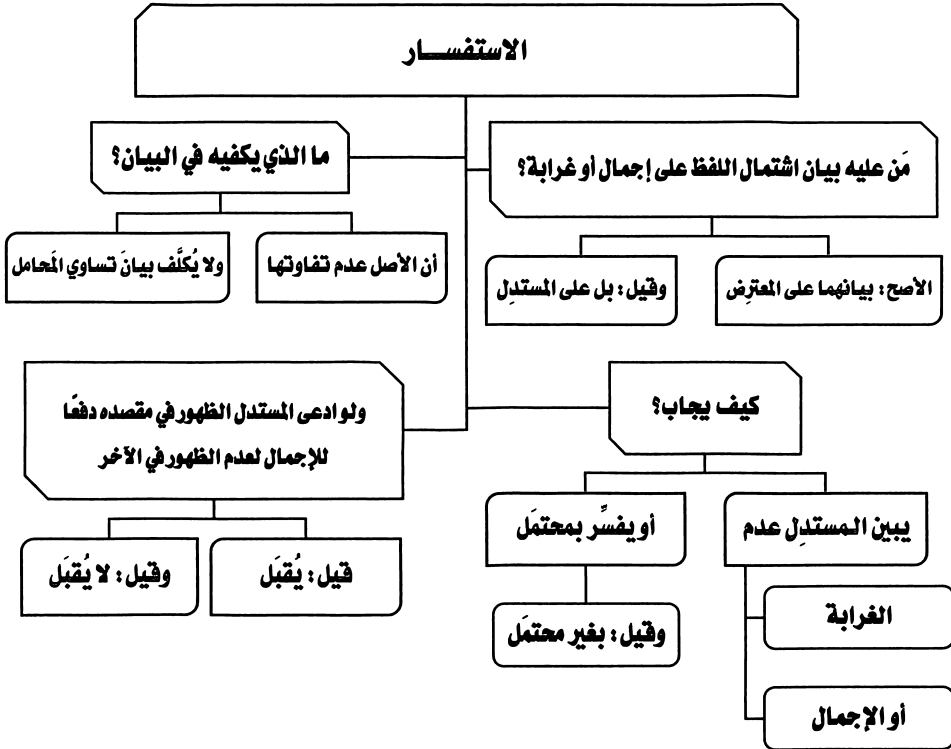 الاستفســـار
مَن عليه بيان اشتمال اللفظ على إجمال أو غرابة؟
الأصح: بيانهما على المعترِض
وقيل: بل على المستدِل
ما الذي يكفيه في البيان؟
أن الأصل عدم تفاوتها
ولا يُكلَّف بيانَ تساوي المَحامل
كيف يجاب؟
يبين المستدِل عدم
الغرابة
أو الإجمال
أو يفسِّر بمحتمَل
وقيل: بغير محتمَل
ولو ادعى المستدل الظهور في مقصده دفعًا
للإجمال لعدم الظهور في الآخر
قيل: يُقبَل
وقيل: لا يُقبَل